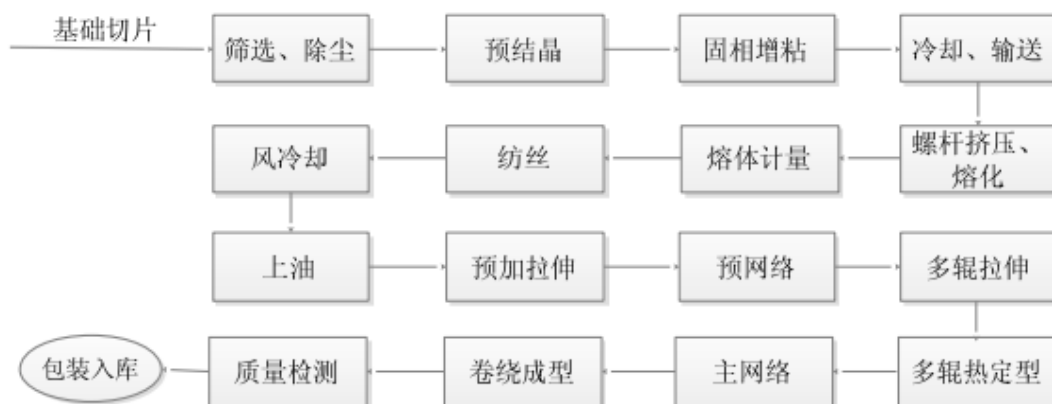 基础切片
筛选、除尘
预结晶
固相增粘
冷却、输送
螺杆挤压、
熔化
熔体计量
纺丝
风冷却
上油
预加拉伸
预网络
多辊拉伸
多辊热定型
主网络
卷绕成型
质量检测
包装入库